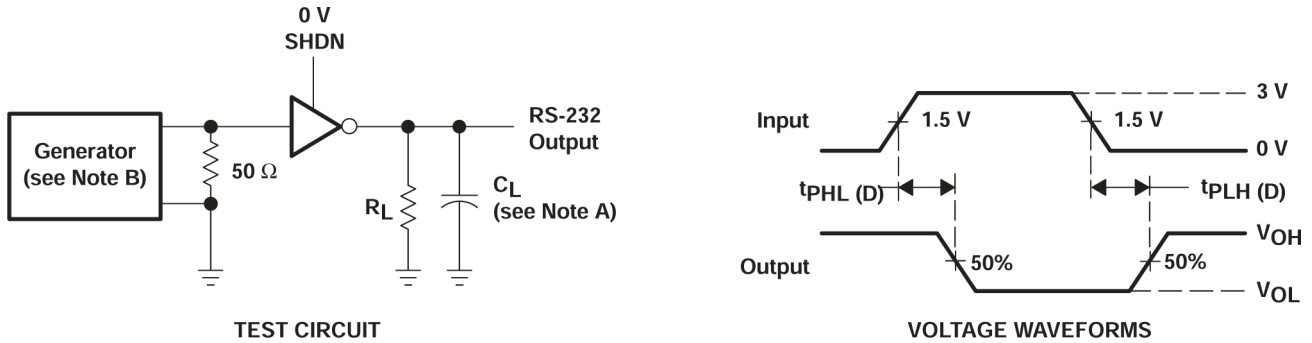 0 V
SHDN
Generator
(see Note B)
50 Ω
RL
CL
(see Note A)
RS-232
Output
TEST CIRCUIT
Input
1.5 V
1.5 V
3 V
0 V
tPHL (D)
tPLH (D)
Output
50%
50%
VOH
VOL
VOLTAGE WAVEFORMS